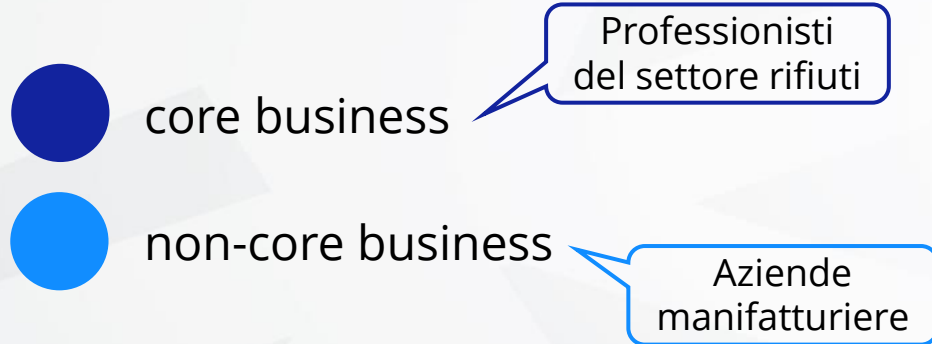 Professionisti
del settore rifiuti
core business
non-core business
Aziende
manifatturiere